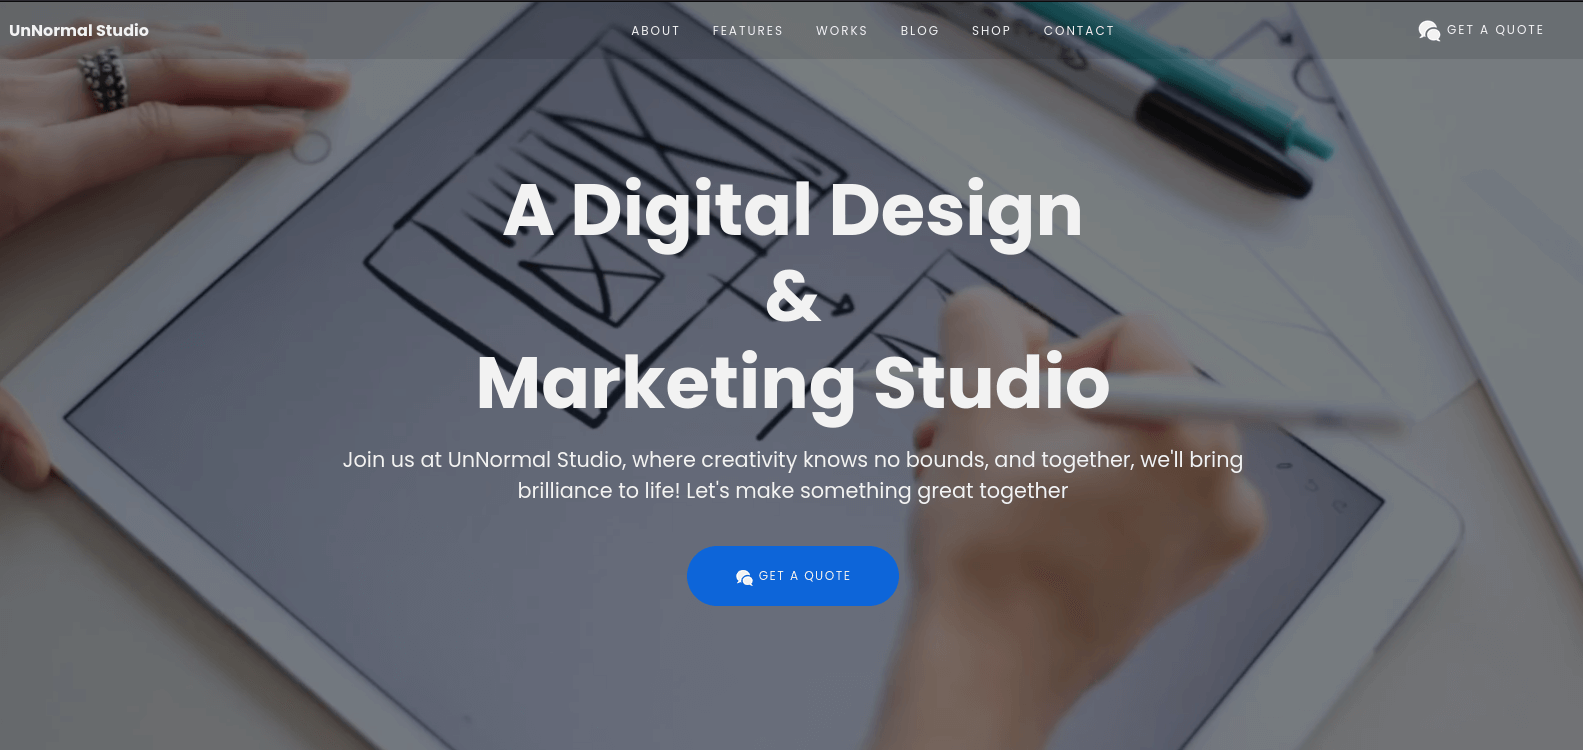 UnNormal Studio
ABOUT FEATURES WORKS BLOG SHOP CONTACT
GET A QUOTE
A Digital Design
&
Marketing Studio
Join us at UnNormal Studio, where creativity knows no bounds, and together, we'll bring
brilliance to life! Let's make something great together
GET A QUOTE